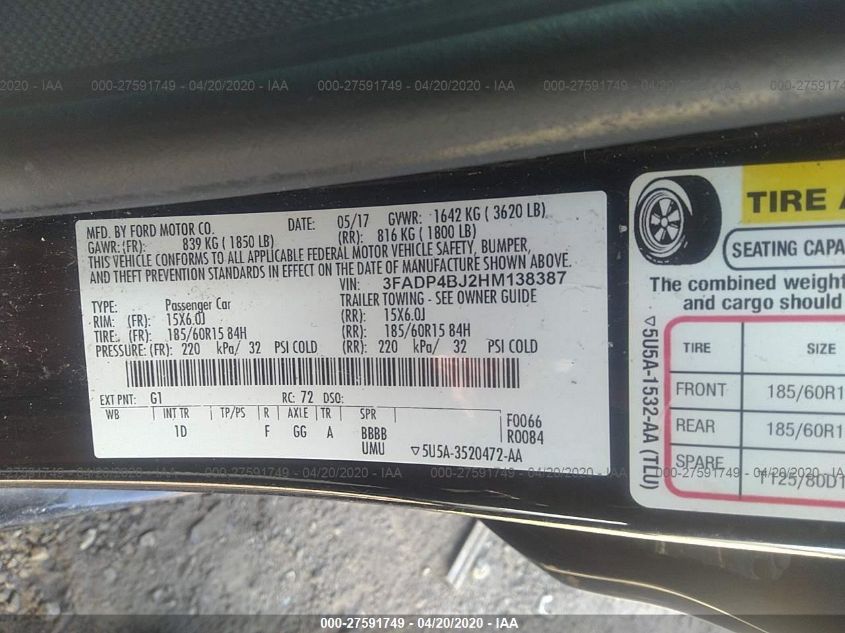 000-27591749 - 04/20/2020 - IAA
MFD. BY FORD MOTOR CO. DATE: 05/17 GVWR: 1642 KG ( 3620 LB)
GAWR: (FR): 839 KG ( 1850 LB) (RR): 816 KG ( 1800 LB)
THIS VEHICLE CONFORMS TO ALL APPLICABLE FEDERAL MOTOR VEHICLE SAFETY, BUMPER,
AND THEFT PREVENTION STANDARDS IN EFFECT ON THE DATE OF MANUFACTURE SHOWN ABOVE.
VIN: 3FADP4BJ2HM138387
TYPE: Passenger Car TRAILER TOWING - SEE OWNER GUIDE
RIM: (FR): 15X6.0J (RR): 15X6.0J
TIRE: (FR): 185/60R15 84H (RR): 185/60R15 84H
PRESSURE: (FR): 220 kPa/ 32 PSI COLD (RR): 220 kPa/ 32 PSI COLD
EXT PNT: G1 RC: 72 DSO:
WB INT TR TP/PS R AXLE TR SPR F0066
1D F GG A BBBB R0084
UMU ▽5U5A-3520472-AA
TIRE
SEATING
The combined weight
and cargo should
▽5U5A-1532-AA (TEU)
TIRE SIZE
FRONT 185/60R1
REAR 185/60R1
SPARE T125/80D1
000-27591749 - 04/20/2020 - IAA
000-27591749 - 04/20/2020 - IAA